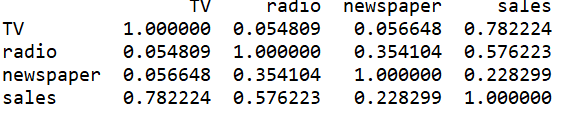 TV radio newspaper sales
TV 1.000000 0.054809 0.056648 0.782224
radio 0.054809 1.000000 0.354104 0.576223
newspaper 0.056648 0.354104 1.000000 0.228299
sales 0.782224 0.576223 0.228299 1.000000